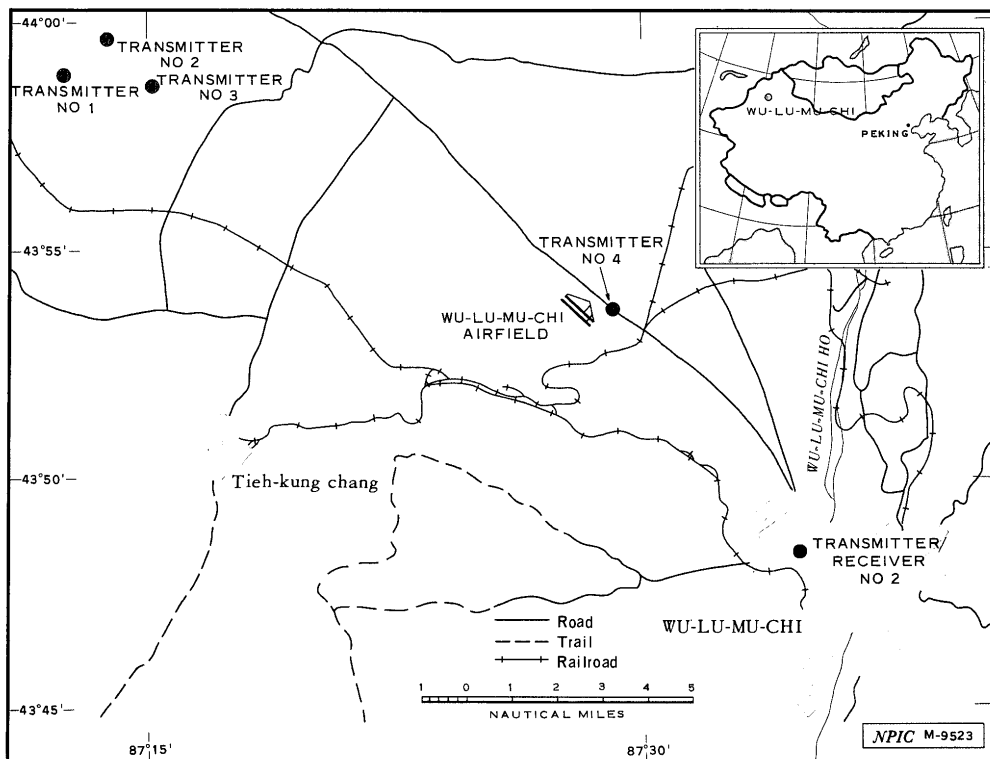 44°00'
TRANSMITTER
NO 2
TRANSMITTER
NO 1
TRANSMITTER
NO 3
WU-LU-MU-CHI
PEKING
43°55'
TRANSMITTER
NO 4
WU-LU-MU-CHI
AIRFIELD
WU-LU-MU-CHI HO
43°50'
Tieh-kung chang
TRANSMITTER
RECEIVER
NO 2
WU-LU-MU-CHI
Road
Trail
Railroad
1 0 1 2 3 4 5
NAUTICAL MILES
43°45'
87°15'
87°30'
NPIC M-9523